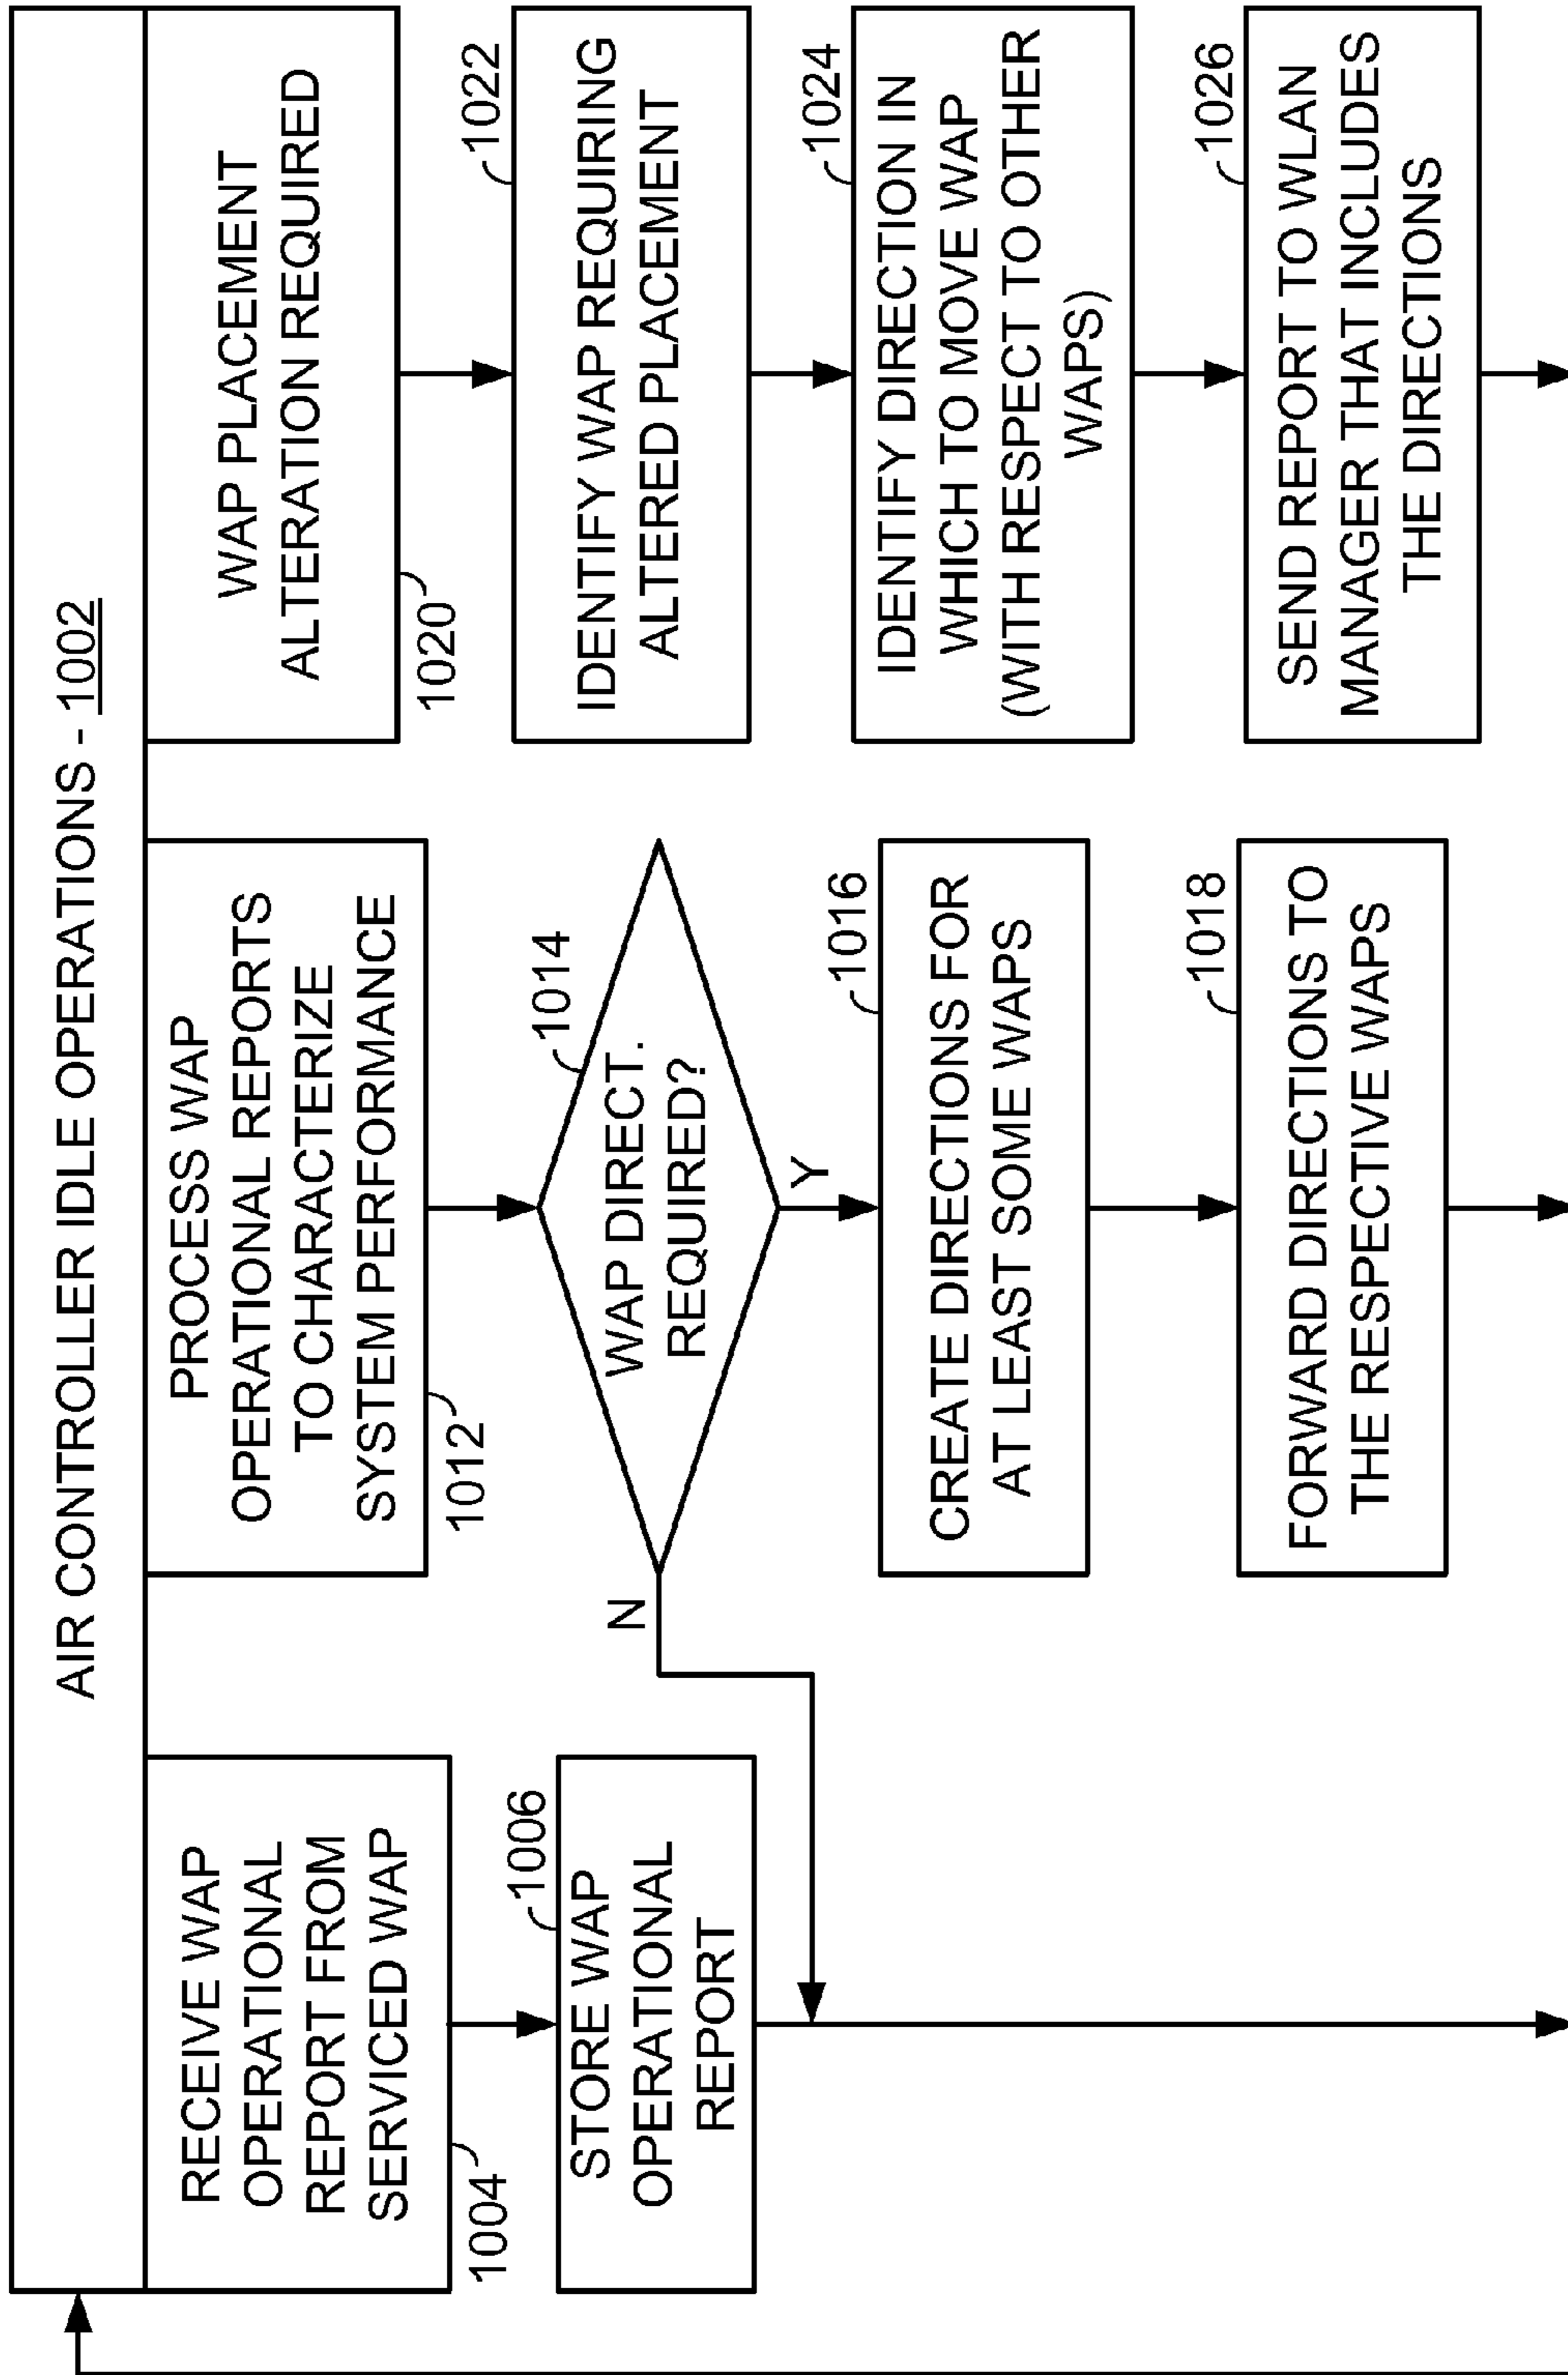 AIR CONTROLLER IDLE OPERATIONS - 1002
RECEIVE WAP
OPERATIONAL
REPORT FROM
SERVICED WAP
1004
1006
STORE WAP
OPERATIONAL
REPORT
PROCESS WAP
OPERATIONAL REPORTS
TO CHARACTERIZE
SYSTEM PERFORMANCE
1012
1014
WAP DIRECT.
REQUIRED?
N
Y
1016
CREATE DIRECTIONS FOR
AT LEAST SOME WAPS
1018
FORWARD DIRECTIONS TO
THE RESPECTIVE WAPS
WAP PLACEMENT
ALTERATION REQUIRED
1020
1022
IDENTIFY WAP REQUIRING
ALTERED PLACEMENT
1024
IDENTIFY DIRECTION IN
WHICH TO MOVE WAP
(WITH RESPECT TO OTHER
WAPS)
1026
SEND REPORT TO WLAN
MANAGER THAT INCLUDES
THE DIRECTIONS